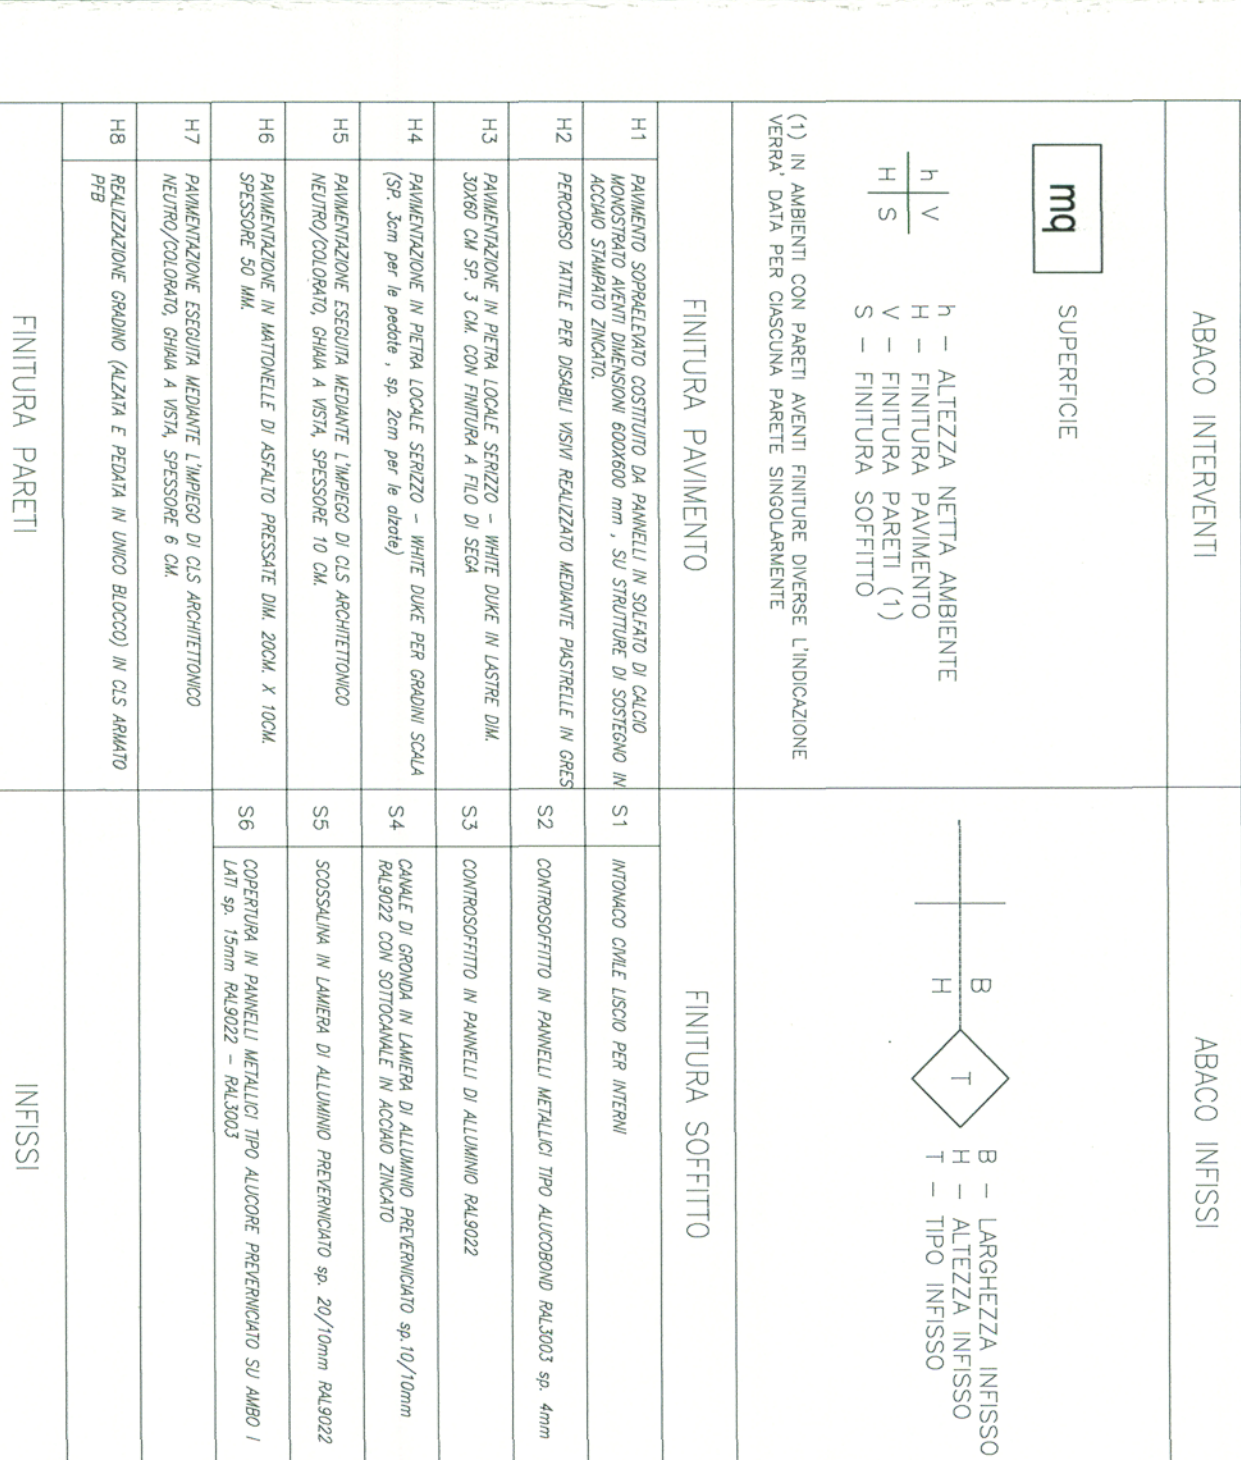 ABACO INTERVENTI
mq
SUPERFICIE
h V
H S
h – ALTEZZA NETTA AMBIENTE
H – FINITURA PAVIMENTO
V – FINITURA PARETI (1)
S – FINITURA SOFFITTO
(1) IN AMBIENTI CON PARETI AVENTI FINITURE DIVERSE L'INDICAZIONE
VERRA' DATA PER CIASCUNA PARETE SINGOLARMENTE
ABACO INFISSI
B
H
T
B – LARGHEZZA INFISSO
H – ALTEZZA INFISSO
T – TIPO INFISSO
FINITURA PAVIMENTO
H1 PAVIMENTO SOPRAELEVATO COSTITUITO DA PANNELLI IN SOLFATO DI CALCIO
MONOSTRATO AVENTI DIMENSIONI 600X600 mm , SU STRUTTURE DI SOSTEGNO IN
ACCIAIO STAMPATO ZINCATO.
H2 PERCORSO TATTILE PER DISABILI VISIVI REALIZZATO MEDIANTE PIASTRELLE IN GRES
H3 PAVIMENTAZIONE IN PIETRA LOCALE SERIZZO – WHITE DUKE IN LASTRE DIM.
30X60 CM SP. 3 CM. CON FINITURA A FILO DI SEGA
H4 PAVIMENTAZIONE IN PIETRA LOCALE SERIZZO – WHITE DUKE PER GRADINI SCALA
(SP. 3cm per le pedate , sp. 2cm per le alzate)
H5 PAVIMENTAZIONE ESEGUITA MEDIANTE L'IMPIEGO DI CLS ARCHITETTONICO
NEUTRO/COLORATO, GHIAIA A VISTA, SPESSORE 10 CM.
H6 PAVIMENTAZIONE IN MATTONELLE DI ASFALTO PRESSATE DIM. 20CM. X 10CM.
SPESSORE 50 MM.
H7 PAVIMENTAZIONE ESEGUITA MEDIANTE L'IMPIEGO DI CLS ARCHITETTONICO
NEUTRO/COLORATO, GHIAIA A VISTA, SPESSORE 6 CM.
H8 REALIZZAZIONE GRADINO (ALZATA E PEDATA IN UNICO BLOCCO) IN CLS ARMATO
PFB
FINITURA SOFFITTO
S1 INTONACO CIVILE LISCIO PER INTERNI
S2 CONTROSOFFITTO IN PANNELLI METALLICI TIPO ALUCOBOND RAL3003 sp. 4mm
S3 CONTROSOFFITTO IN PANNELLI DI ALLUMINIO RAL9022
S4 CANALE DI GRONDA IN LAMIERA DI ALLUMINIO PREVERNICIATO sp.10/10mm
RAL9022 CON SOTTOCANALE IN ACCIAIO ZINCATO
S5 SCOSSALINA IN LAMIERA DI ALLUMINIO PREVERNICIATO sp. 20/10mm RAL9022
S6 COPERTURA IN PANNELLI METALLICI TIPO ALUCORE PREVERNICIATO SU AMBO I
LATI sp. 15mm RAL9022 – RAL3003
FINITURA PARETI
INFISSI